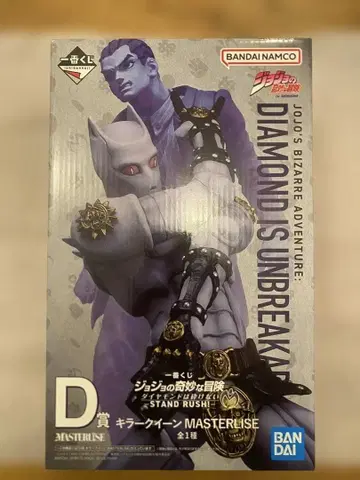 一番くじ
BANDAI NAMCO
ジョジョの
奇妙な冒険
JOJO'S BIZARRE ADVENTURE:
DIAMOND IS UNBREAKAB
一番くじ
ジョジョの奇妙な冒険
ダイヤモンドは砕けない
STAND RUSH!
D賞 キラークイーン MASTERLISE
MASTERLISE
全1種
BAN
DAI